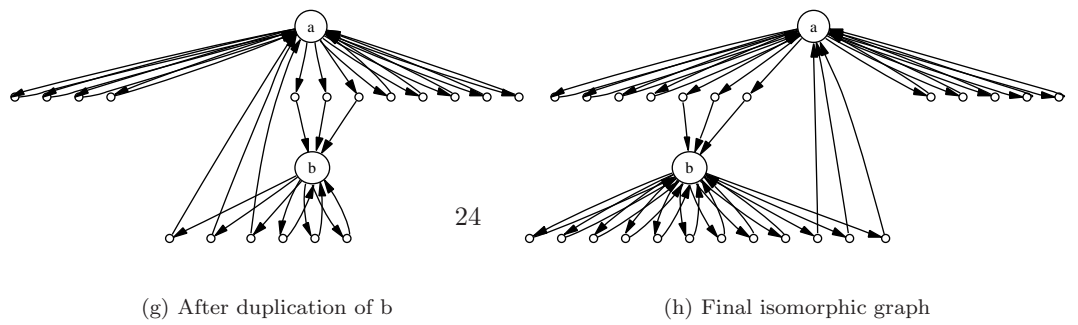 a
a
b
b
24
(g) After duplication of b
(h) Final isomorphic graph